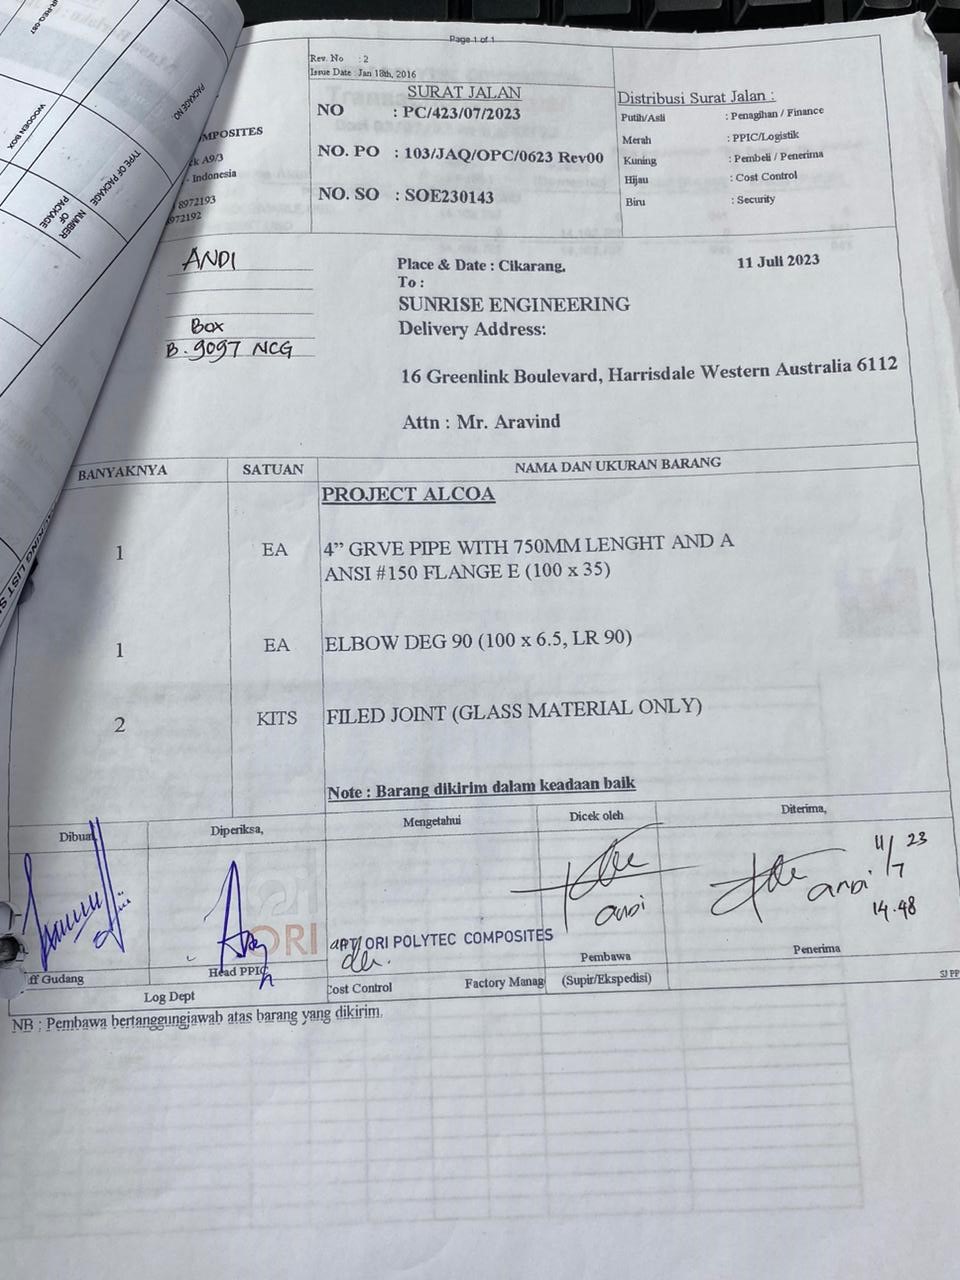 R-REG-097
WOODEN BOX
PACKAGE NO.
TYPE OF PACKAGE
NUMBER
OF
PACKAGE
Page 1 of 1
Rev. No : 2
Issue Date : Jan 18th, 2016
SURAT JALAN
NO : PC/423/07/2023
NO. PO : 103/JAQ/OPC/0623 Rev00
NO. SO : SOE230143
Distribusi Surat Jalan :
Putih/Asli : Penagihan / Finance
Merah : PPIC/Logistik
Kuning : Pembeli / Penerima
Hijau : Cost Control
Biru : Security
MPOSITES
ck A9/3
- Indonesia
8972193
972192
ANDI
Box
B. 9097 NCG
Place & Date : Cikarang, 11 Juli 2023
To :
SUNRISE ENGINEERING
Delivery Address:
16 Greenlink Boulevard, Harrisdale Western Australia 6112
Attn : Mr. Aravind
BANYAKNYA SATUAN NAMA DAN UKURAN BARANG
PROJECT ALCOA
1 EA 4” GRVE PIPE WITH 750MM LENGHT AND A
ANSI #150 FLANGE E (100 x 35)
1 EA ELBOW DEG 90 (100 x 6.5, LR 90)
2 KITS FILED JOINT (GLASS MATERIAL ONLY)
Note : Barang dikirim dalam keadaan baik
Dibuat Diperiksa, Mengetahui Dicek oleh Diterima,
11/7 23
andi
andi
14.48
ORI
PT ORI POLYTEC COMPOSITES
ff Gudang Head PPIC Cost Control Factory Manag Pembawa Penerima
(Supir/Ekspedisi)
Log Dept
SJ PP
NB : Pembawa bertanggungjawab atas barang yang dikirim.